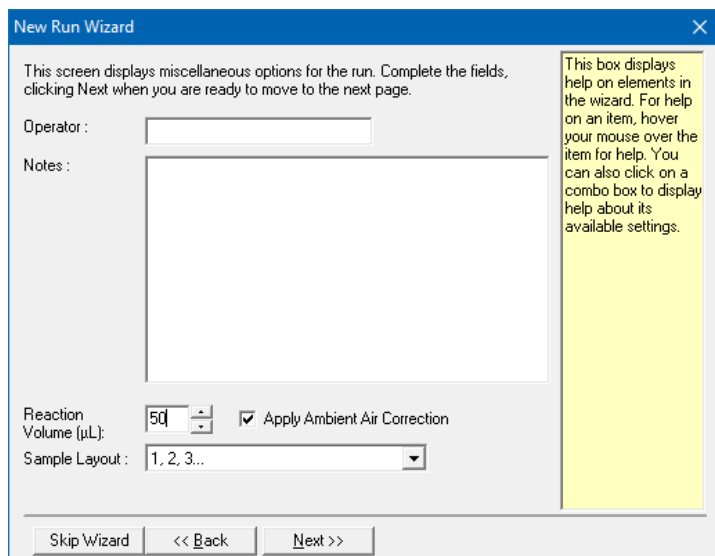 New Run Wizard
This screen displays miscellaneous options for the run. Complete the fields,
clicking Next when you are ready to move to the next page.
Operator :
Notes :
Reaction
Volume (µL):
50
Apply Ambient Air Correction
Sample Layout :
1, 2, 3...
Skip Wizard
<< Back
Next >>
This box displays
help on elements in
the wizard. For help
on an item, hover
your mouse over the
item for help. You
can also click on a
combo box to display
help about its
available settings.